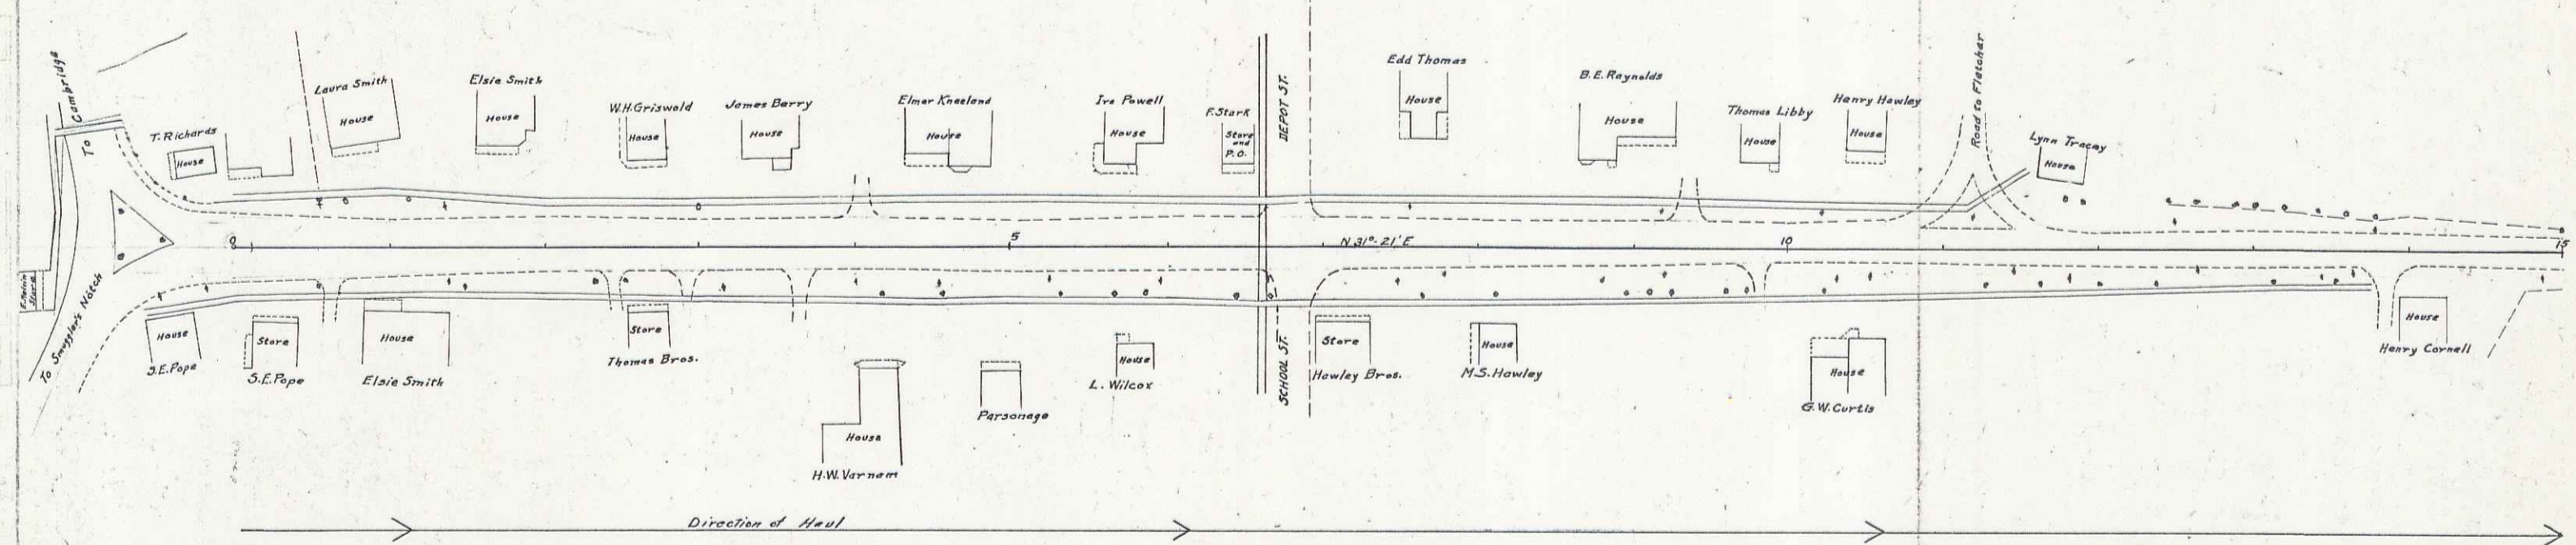 To Cambridge
T. Richards
House
Laura Smith
House
Elsie Smith
House
W.H. Griswold
House
James Barry
House
Elmer Kneeland
House
Ira Powell
House
F. Stark
Store
and
P.O.
DEPOT ST.
Edd Thomas
House
B.E. Raynolds
House
Thomas Libby
House
Henry Hawley
House
Road to Fletcher
Lynn Tracey
House
0
5
N 31°-21' E
10
15
Store
To Smuggler's Notch
House
S.E. Pope
Store
S.E. Pope
House
Elsie Smith
Store
Thomas Bros.
House
H.W. Varnam
Parsonage
House
L. Wilcox
SCHOOL ST.
Store
Hawley Bros.
House
M.S. Hawley
House
G.W. Curtis
House
Henry Cornell
Direction of Haul